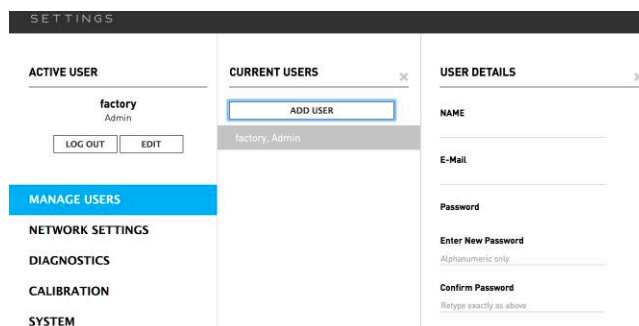 SETTINGS
ACTIVE USER
factory
Admin
LOG OUT
EDIT
MANAGE USERS
NETWORK SETTINGS
DIAGNOSTICS
CALIBRATION
SYSTEM
CURRENT USERS
×
ADD USER
factory, Admin
USER DETAILS
×
NAME
E-Mail
Password
Enter New Password
Alphanumeric only
Confirm Password
Retype exactly as above